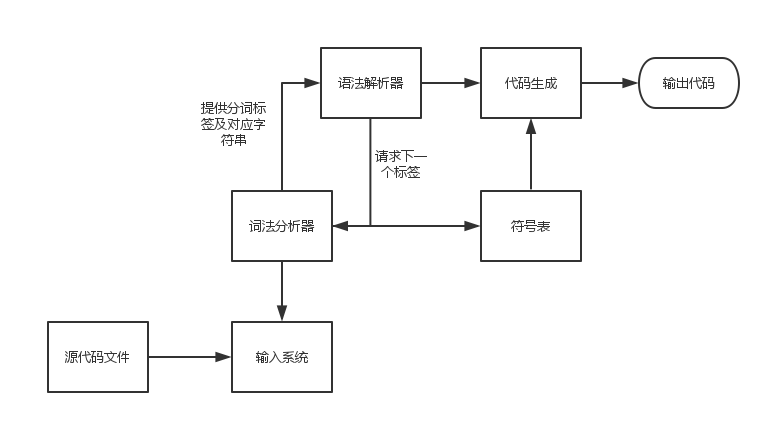 语法解析器
代码生成
输出代码
提供分词标
签及对应字
符串
请求下一
个标签
词法分析器
符号表
源代码文件
输入系统